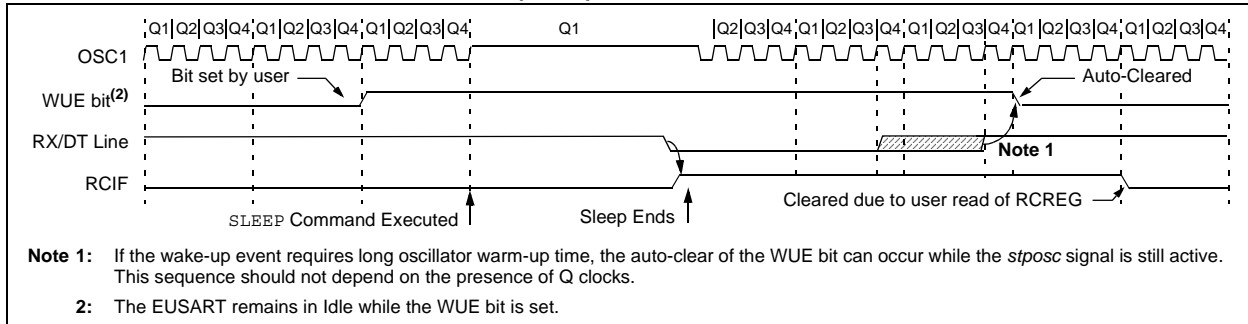 Q1 Q2 Q3 Q4 Q1 Q2 Q3 Q4 Q1 Q2 Q3 Q4 Q1 Q2 Q3 Q4 Q1 Q2 Q3 Q4 Q1 Q2 Q3 Q4 Q1 Q2 Q3 Q4
OSC1
Bit set by user
Auto-Cleared
WUE bit(2)
RX/DT Line
Note 1
RCIF
Cleared due to user read of RCREG
SLEEP Command Executed
Sleep Ends
Note 1: If the wake-up event requires long oscillator warm-up time, the auto-clear of the WUE bit can occur while the stposc signal is still active.
This sequence should not depend on the presence of Q clocks.
2: The EUSART remains in Idle while the WUE bit is set.